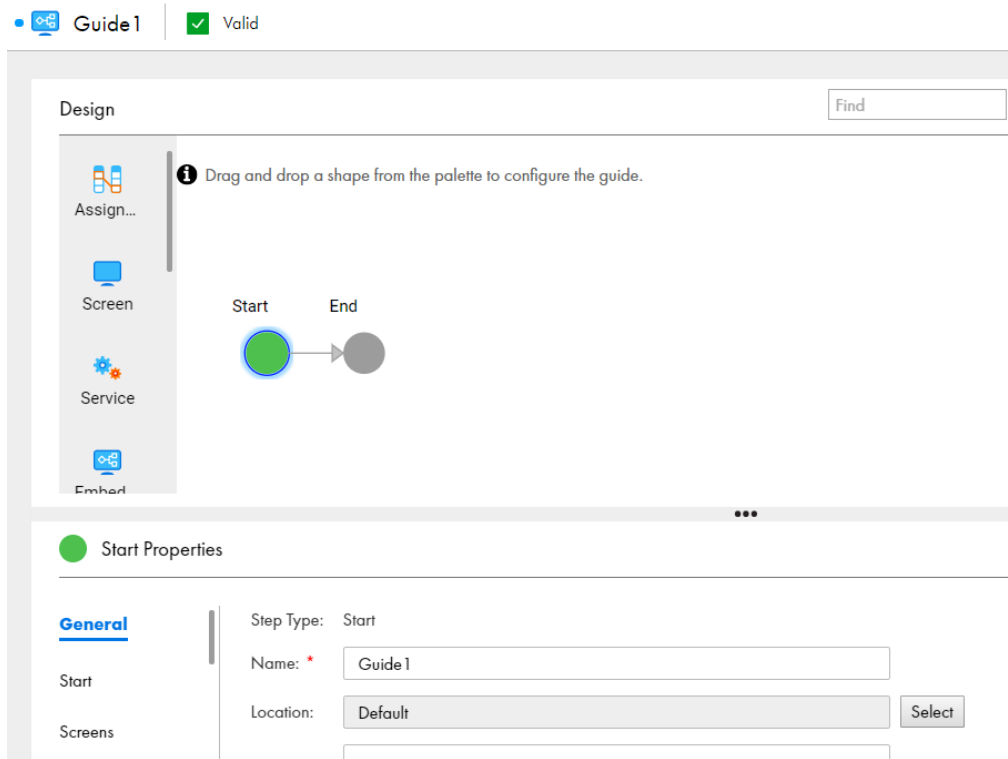 Guide1
Valid
Design
Find
Drag and drop a shape from the palette to configure the guide.
Assign...
Screen
Start End
Service
Embed
Start Properties
General
Step Type: Start
Name: * Guide1
Start
Location: Default Select
Screens